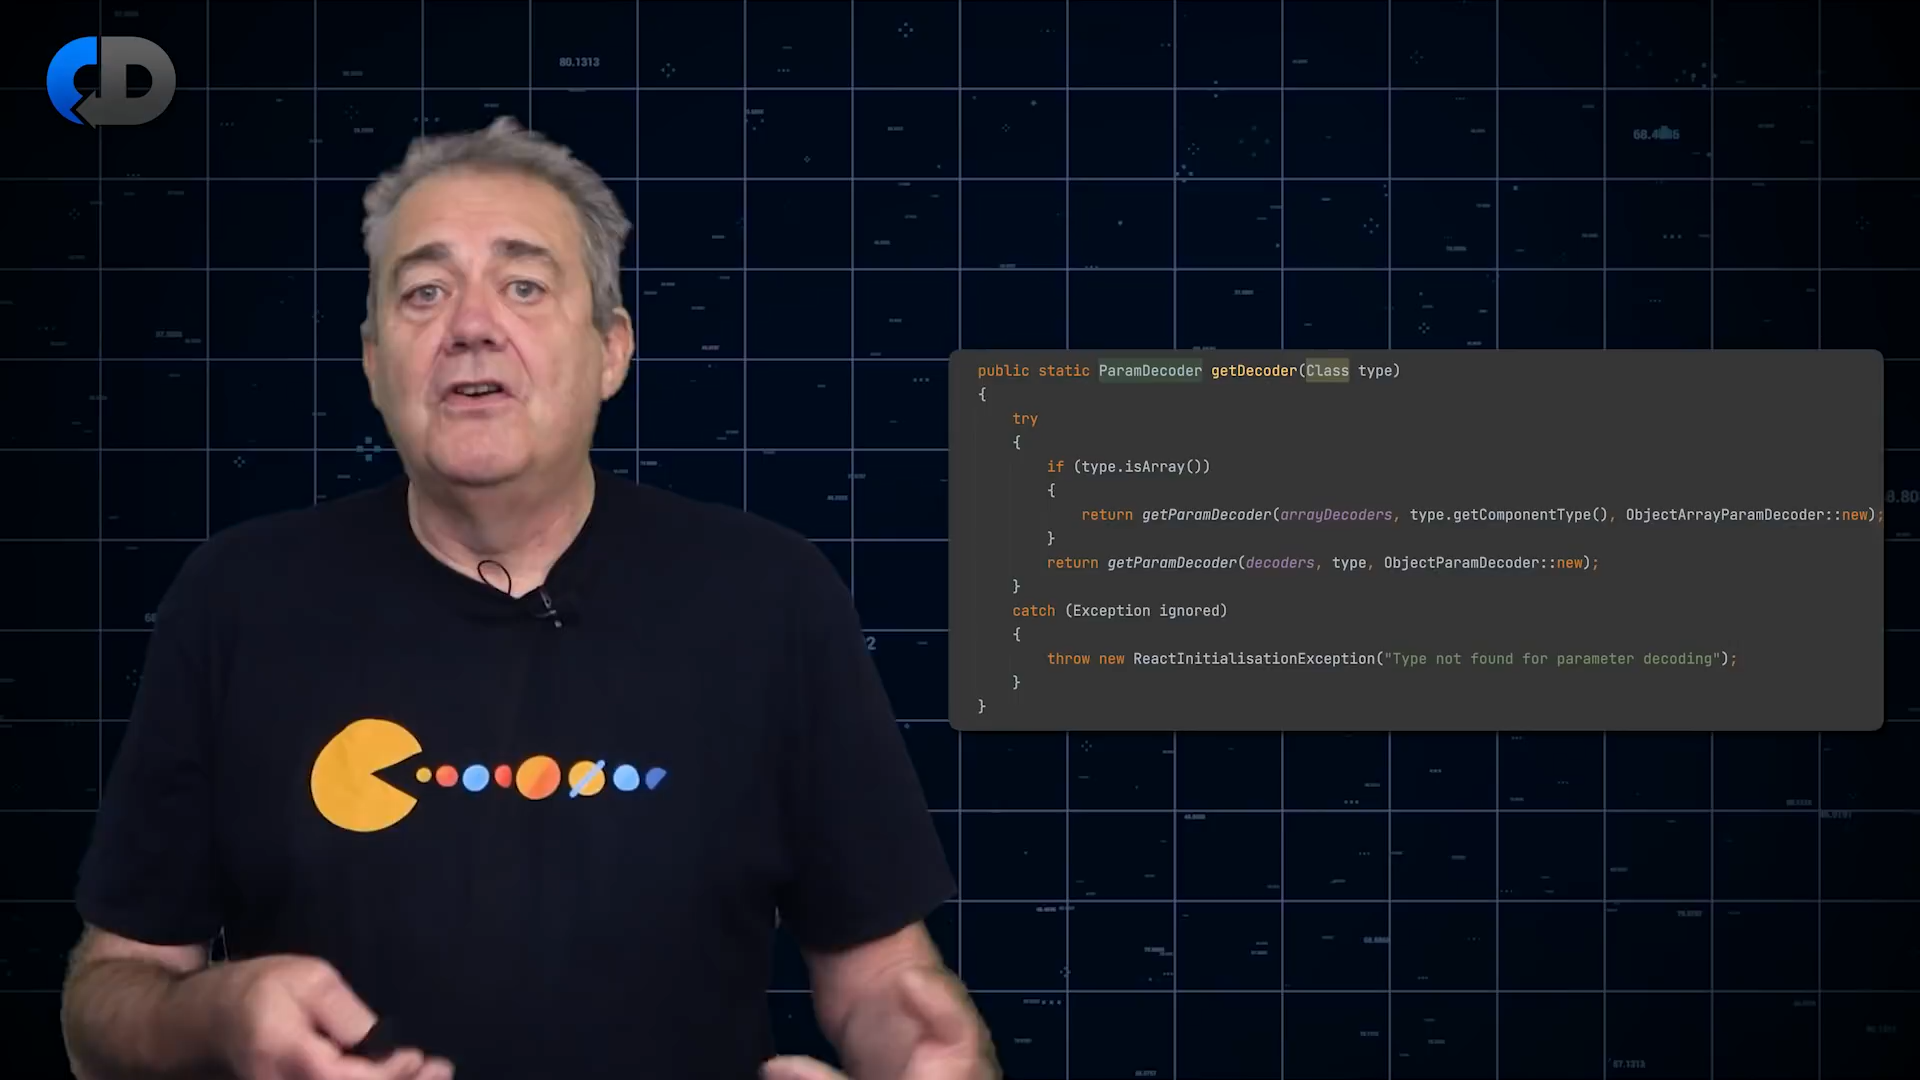 CD
80.1313
public static ParamDecoder getDecoder(Class type)
{
try
{
if (type.isArray())
{
return getParamDecoder(arrayDecoders, type.getComponentType(), ObjectArrayParamDecoder::new);
}
return getParamDecoder(decoders, type, ObjectParamDecoder::new);
}
catch (Exception ignored)
{
throw new ReactInitialisationException("Type not found for parameter decoding");
}
}